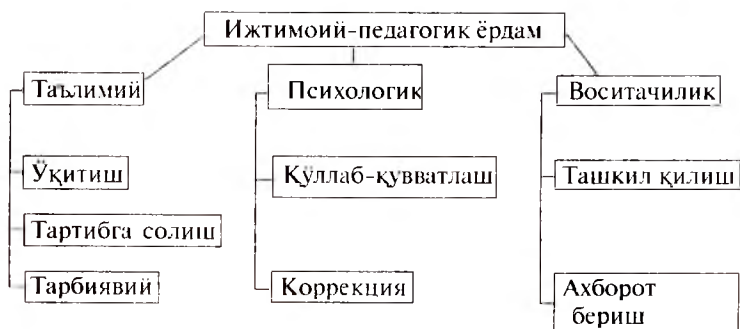 Ижтимоий-педагогик ёрдам
Таълимий
Психологик
Воситачилик
Ўқитиш
Қўллаб-қувватлаш
Ташкил қилиш
Тартибга солиш
Тарбиявий
Коррекция
Ахборот
бериш